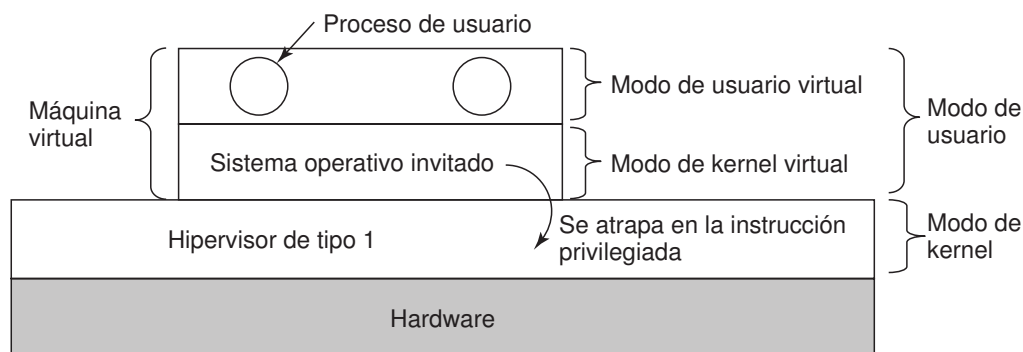 Proceso de usuario
Máquina
virtual
Modo de usuario virtual
Modo de
usuario
Sistema operativo invitado
Modo de kernel virtual
Hipervisor de tipo 1
Se atrapa en la instrucción
privilegiada
Modo de
kernel
Hardware